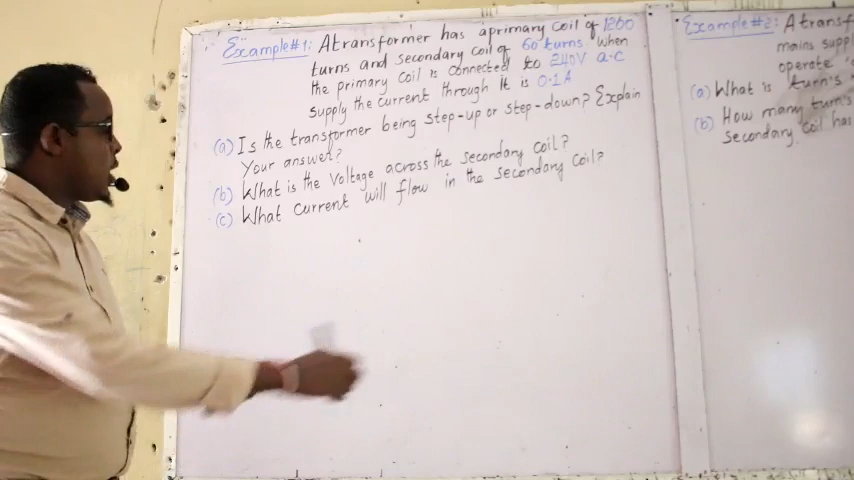 Example#1: A transformer has a primary coil of 1200
turns and secondary coil of 60 turns. When
the primary coil is connected to 240V a.c
supply the current through it is 0.1A
(a) Is the transformer being step-up or step-down? Explain
Your answer?
(b) What is the Voltage across the secondary coil?
(c) What current will flow in the secondary coil?
Example#2: A transf
mains suppl
operate
(a) What is turn's
(b) How many turn's
secondary coil has